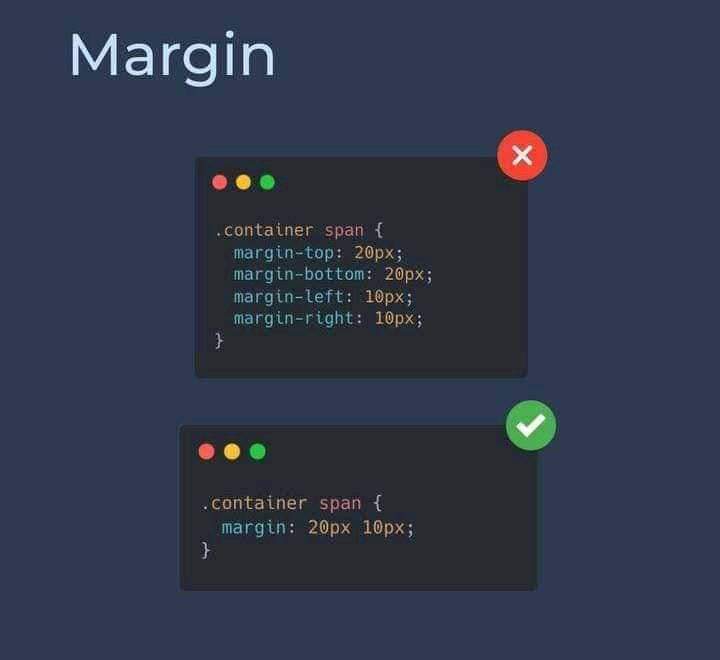 Margin
.container span {
  margin-top: 20px;
  margin-bottom: 20px;
  margin-left: 10px;
  margin-right: 10px;
}
.container span {
  margin: 20px 10px;
}